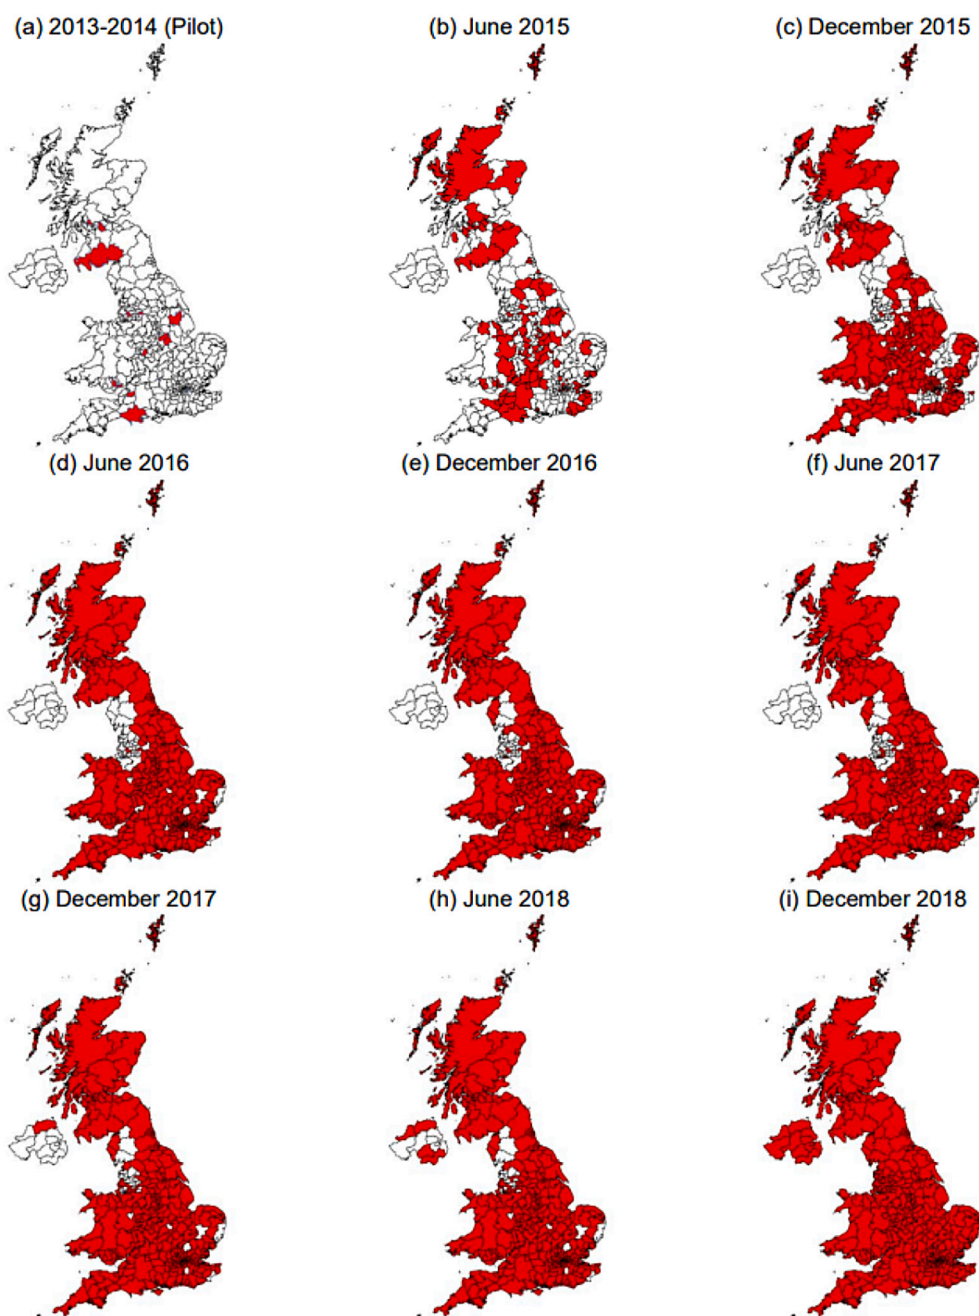 (a) 2013-2014 (Pilot)
(b) June 2015
(c) December 2015
(d) June 2016
(e) December 2016
(f) June 2017
(g) December 2017
(h) June 2018
(i) December 2018